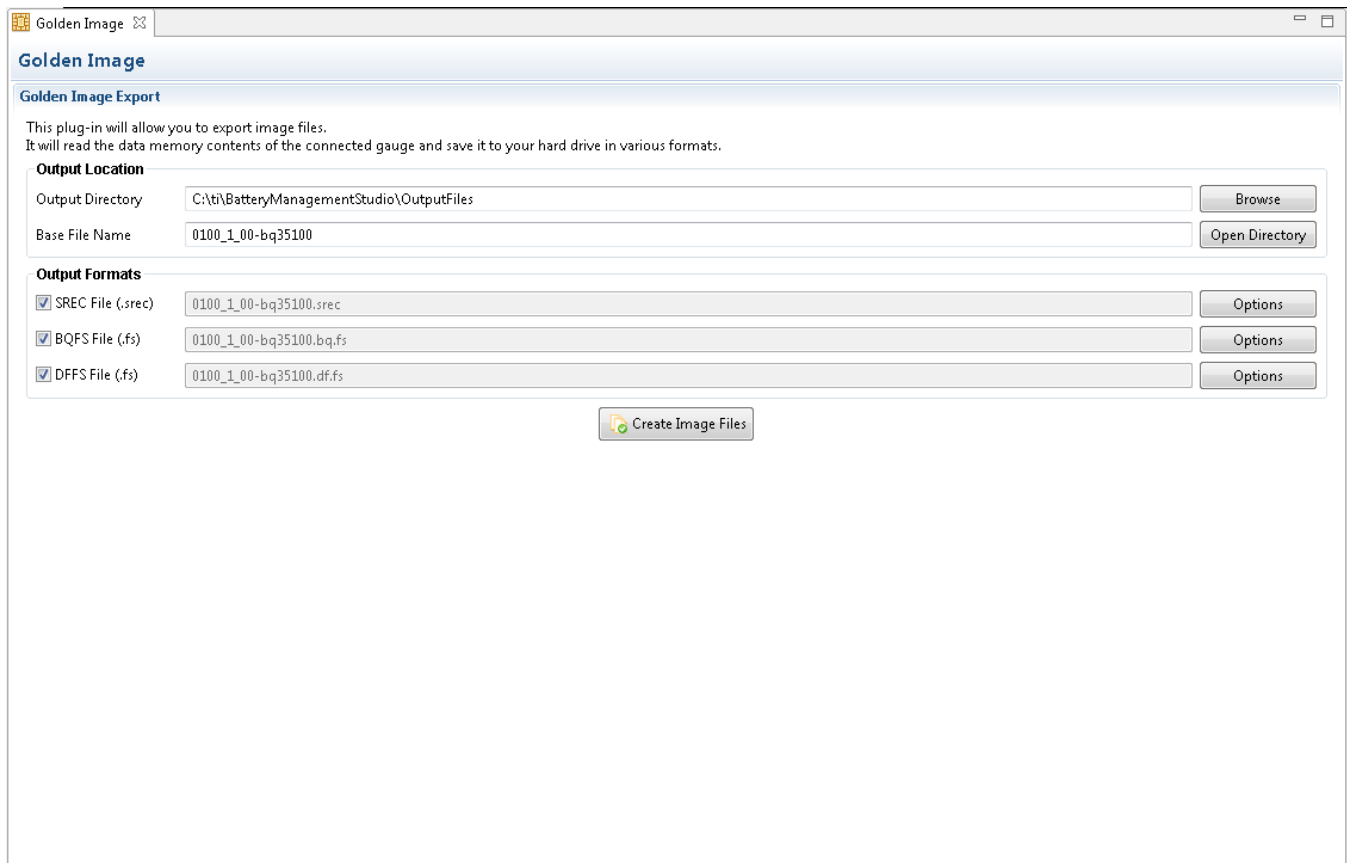 Golden Image
Golden Image
Golden Image Export
This plug-in will allow you to export image files.
It will read the data memory contents of the connected gauge and save it to your hard drive in various formats.
Output Location
Output Directory C:\ti\BatteryManagementStudio\OutputFiles Browse
Base File Name 0100_1_00-bq35100 Open Directory
Output Formats
SREC File (.srec) 0100_1_00-bq35100.srec Options
BQFS File (.fs) 0100_1_00-bq35100.bq.fs Options
DFFS File (.fs) 0100_1_00-bq35100.df.fs Options
Create Image Files